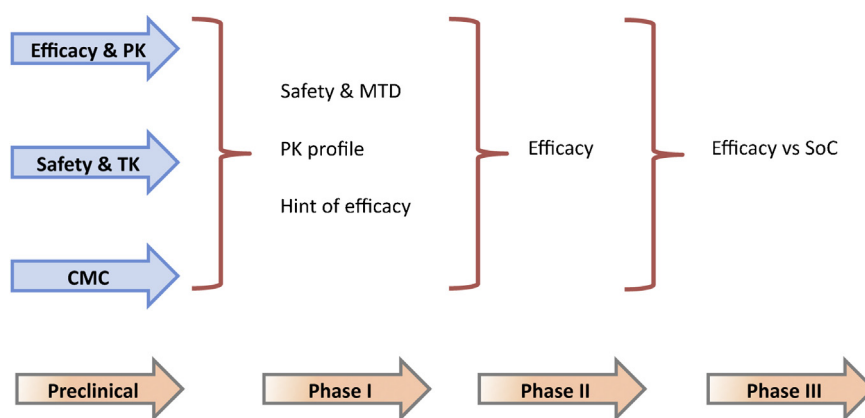 Efficacy & PK
Safety & TK
CMC
Safety & MTD
PK profile
Hint of efficacy
Efficacy
Efficacy vs SoC
Preclinical
Phase I
Phase II
Phase III